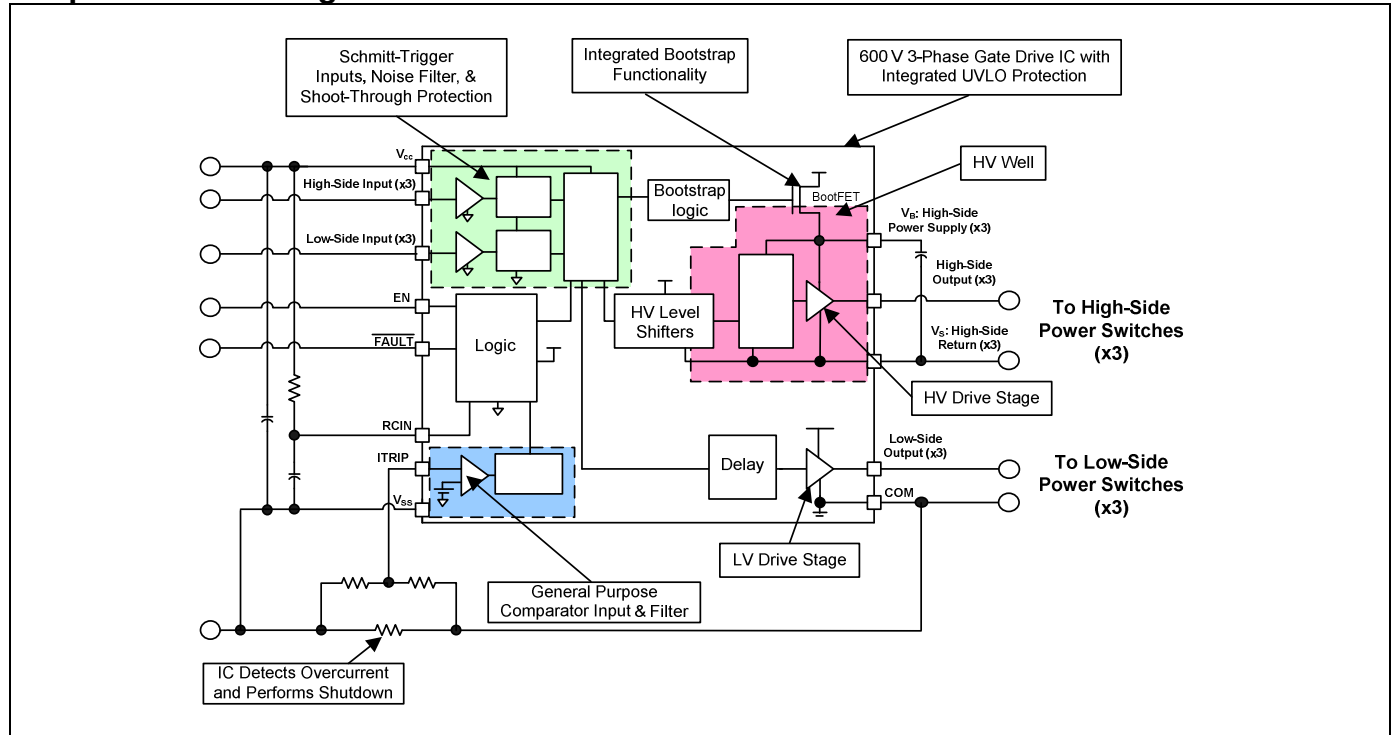 Schmitt-Trigger
Inputs, Noise Filter, &
Shoot-Through Protection
Integrated Bootstrap
Functionality
600 V 3-Phase Gate Drive IC with
Integrated UVLO Protection
HV Well
Vcc
High-Side Input (x3)
Low-Side Input (x3)
EN
FAULT
RCIN
ITRIP
VSS
Bootstrap
logic
BootFET
Logic
HV Level
Shifters
VB: High-Side
Power Supply (x3)
High-Side
Output (x3)
VS: High-Side
Return (x3)
To High-Side
Power Switches
(x3)
HV Drive Stage
Delay
Low-Side
Output (x3)
COM
To Low-Side
Power Switches
(x3)
LV Drive Stage
General Purpose
Comparator Input & Filter
IC Detects Overcurrent
and Performs Shutdown